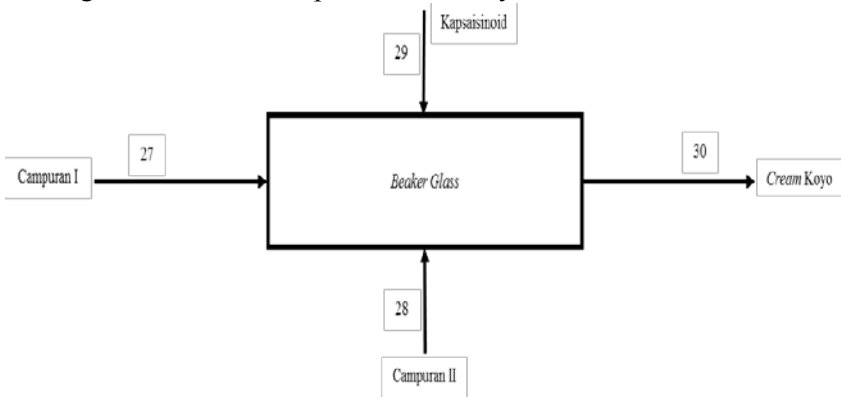 Kapsaisinoid
29
27
30
Campuran I
Beaker Glass
Cream Koyo
28
Campuran II